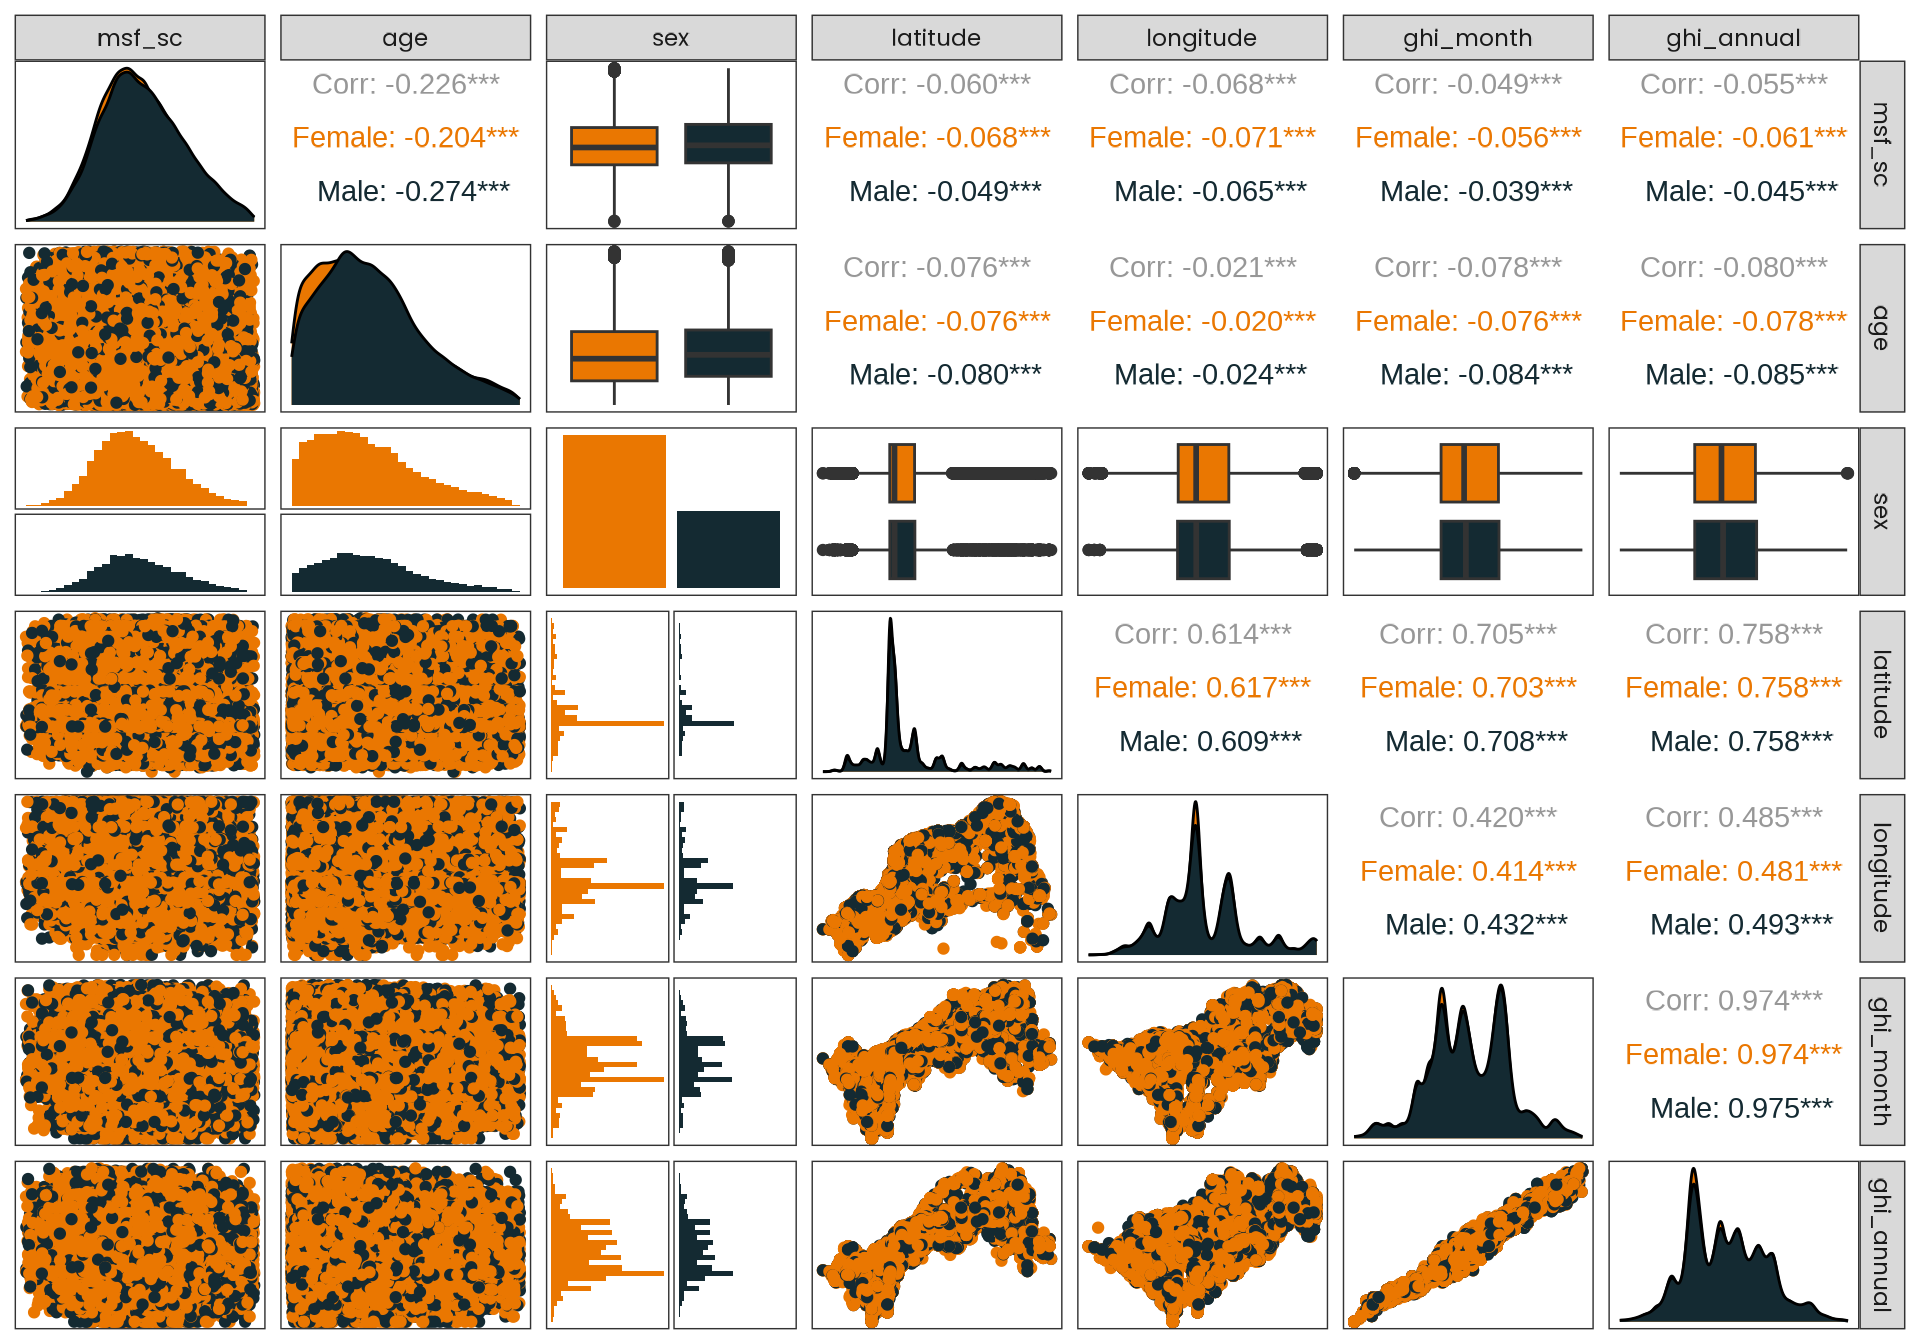 msf_sc
age
sex
latitude
longitude
ghi_month
ghi_annual
Corr: -0.226***
Female: -0.204***
Male: -0.274***
Corr: -0.060***
Female: -0.068***
Male: -0.049***
Corr: -0.068***
Female: -0.071***
Male: -0.065***
Corr: -0.049***
Female: -0.056***
Male: -0.039***
Corr: -0.055***
Female: -0.061***
Male: -0.045***
msf_sc
Corr: -0.076***
Female: -0.076***
Male: -0.080***
Corr: -0.021***
Female: -0.020***
Male: -0.024***
Corr: -0.078***
Female: -0.076***
Male: -0.084***
Corr: -0.080***
Female: -0.078***
Male: -0.085***
age
sex
Corr: 0.614***
Female: 0.617***
Male: 0.609***
Corr: 0.705***
Female: 0.703***
Male: 0.708***
Corr: 0.758***
Female: 0.758***
Male: 0.758***
latitude
Corr: 0.420***
Female: 0.414***
Male: 0.432***
Corr: 0.485***
Female: 0.481***
Male: 0.493***
longitude
Corr: 0.974***
Female: 0.974***
Male: 0.975***
ghi_month
ghi_annual